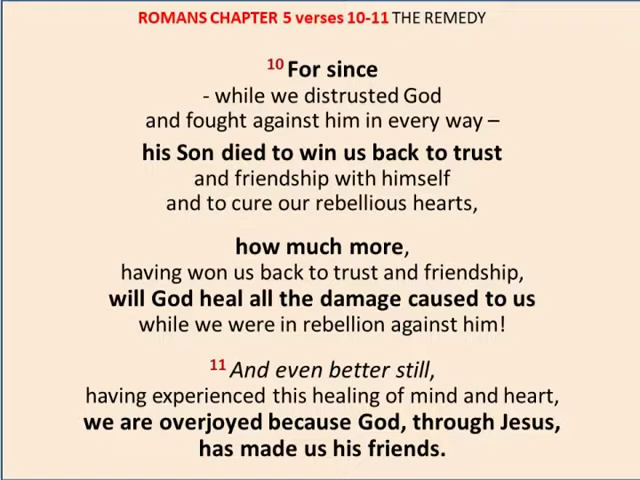 ROMANS CHAPTER 5 verses 10-11 THE REMEDY
10 For since
- while we distrusted God
and fought against him in every way –
his Son died to win us back to trust
and friendship with himself
and to cure our rebellious hearts,
how much more,
having won us back to trust and friendship,
will God heal all the damage caused to us
while we were in rebellion against him!
11 And even better still,
having experienced this healing of mind and heart,
we are overjoyed because God, through Jesus,
has made us his friends.